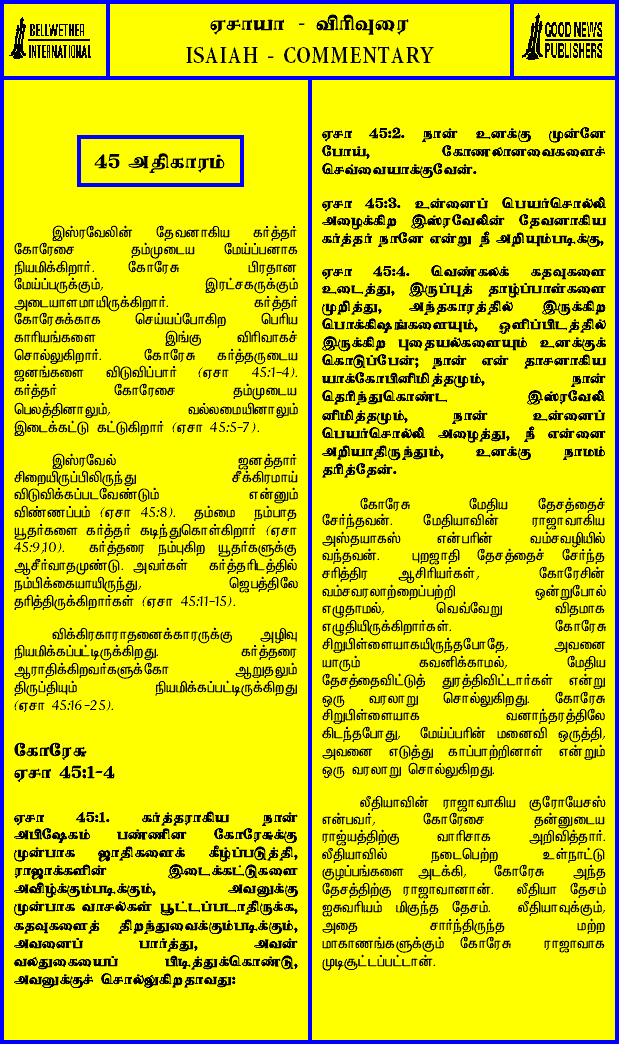 BELLWETHER
INTERNATIONAL
ஏசாயா - விரிவுரை
ISAIAH - COMMENTARY
GOOD NEWS
PUBLISHERS
45 அதிகாரம்
இஸ்ரவேலின் தேவனாகிய கர்த்தர்
கோரேசை தம்முடைய மேய்ப்பனாக
நியமிக்கிறார். கோரேசு பிரதான
மேய்ப்பருக்கும், இரட்சகருக்கும்
அடையாளமாயிருக்கிறார். கர்த்தர்
கோரேசுக்காக செய்யப்போகிற பெரிய
காரியங்களை இங்கு விரிவாகச்
சொல்லுகிறார். கோரேசு கர்த்தருடைய
ஜனங்களை விடுவிப்பார் (ஏசா 45:1-4).
கர்த்தர் கோரேசை தம்முடைய
பெலத்தினாலும், வல்லமையினாலும்
இடைக்கட்டு கட்டுகிறார் (ஏசா 45:5-7).
இஸ்ரவேல் ஜனத்தார்
சிறையிருப்பிலிருந்து சீக்கிரமாய்
விடுவிக்கப்படவேண்டும் என்னும்
விண்ணப்பம் (ஏசா 45:8). தம்மை நம்பாத
யூதர்களை கர்த்தர் கடிந்துகொள்கிறார் (ஏசா
45:9,10). கர்த்தரை நம்புகிற யூதர்களுக்கு
ஆசீர்வாதமுண்டு. அவர்கள் கர்த்தரிடத்தில்
நம்பிக்கையாயிருந்து, ஜெபத்திலே
தரித்திருக்கிறார்கள் (ஏசா 45:11-15).
விக்கிரகாராதனைக்காரருக்கு அழிவு
நியமிக்கப்பட்டிருக்கிறது. கர்த்தரை
ஆராதிக்கிறவர்களுக்கோ ஆறுதலும்
திருப்தியும் நியமிக்கப்பட்டிருக்கிறது
(ஏசா 45:16-25).
கோரேசு
ஏசா 45:1-4
ஏசா 45:1. கர்த்தராகிய நான்
அபிஷேகம் பண்ணின கோரேசுக்கு
முன்பாக ஜாதிகளைக் கீழ்ப்படுத்தி,
ராஜாக்களின் இடைக்கட்டுகளை
அவிழ்க்கும்படிக்கும், அவனுக்கு
முன்பாக வாசல்கள் பூட்டப்படாதிருக்க,
கதவுகளைத் திறந்துவைக்கும்படிக்கும்,
அவனைப் பார்த்து, அவன்
வலதுகையைப் பிடித்துக்கொண்டு,
அவனுக்குச் சொல்லுகிறதாவது:
ஏசா 45:2. நான் உனக்கு முன்னே
போய், கோணலானவைகளைச்
செவ்வையாக்குவேன்.
ஏசா 45:3. உன்னைப் பெயர்சொல்லி
அழைக்கிற இஸ்ரவேலின் தேவனாகிய
கர்த்தர் நானே என்று நீ அறியும்படிக்கு,
ஏசா 45:4. வெண்கலக் கதவுகளை
உடைத்து, இருப்புத் தாழ்ப்பாள்களை
முறித்து, அந்தகாரத்தில் இருக்கிற
பொக்கிஷங்களையும், ஒளிப்பிடத்தில்
இருக்கிற புதையல்களையும் உனக்குக்
கொடுப்பேன்; நான் என் தாசனாகிய
யாக்கோபினிமித்தமும், நான்
தெரிந்துகொண்ட இஸ்ரவேலி
னிமித்தமும், நான் உன்னைப்
பெயர்சொல்லி அழைத்து, நீ என்னை
அறியாதிருந்தும், உனக்கு நாமம்
தரித்தேன்.
கோரேசு மேதிய தேசத்தைச்
சேர்ந்தவன். மேதியாவின் ராஜாவாகிய
அஸ்தயாகஸ் என்பரின் வம்சவழியில்
வந்தவன். புறஜாதி தேசத்தைச் சேர்ந்த
சரித்திர ஆசிரியர்கள், கோரேசின்
வம்சவரலாற்றைப்பற்றி ஒன்றுபோல்
எழுதாமல், வெவ்வேறு விதமாக
எழுதியிருக்கிறார்கள். கோரேசு
சிறுபிள்ளையாகயிருந்தபோதே, அவனை
யாரும் கவனிக்காமல், மேதிய
தேசத்தைவிட்டுத் துரத்திவிட்டார்கள் என்று
ஒரு வரலாறு சொல்லுகிறது. கோரேசு
சிறுபிள்ளையாக வனாந்தரத்திலே
கிடந்தபோது, மேய்ப்பரின் மனைவி ஒருத்தி,
அவனை எடுத்து காப்பாற்றினாள் என்றும்
ஒரு வரலாறு சொல்லுகிறது.
லீதியாவின் ராஜாவாகிய குரோயேசஸ்
என்பவர், கோரேசை தன்னுடைய
ராஜ்யத்திற்கு வாரிசாக அறிவித்தார்.
லீதியாவில் நடைபெற்ற உள்நாட்டு
குழப்பங்களை அடக்கி, கோரேசு அந்த
தேசத்திற்கு ராஜாவானான். லீதியா தேசம்
ஐசுவரியம் மிகுந்த தேசம். லீதியாவுக்கும்,
அதை சார்ந்திருந்த மற்ற
மாகாணங்களுக்கும் கோரேசு ராஜாவாக
முடிசூட்டப்பட்டான்.